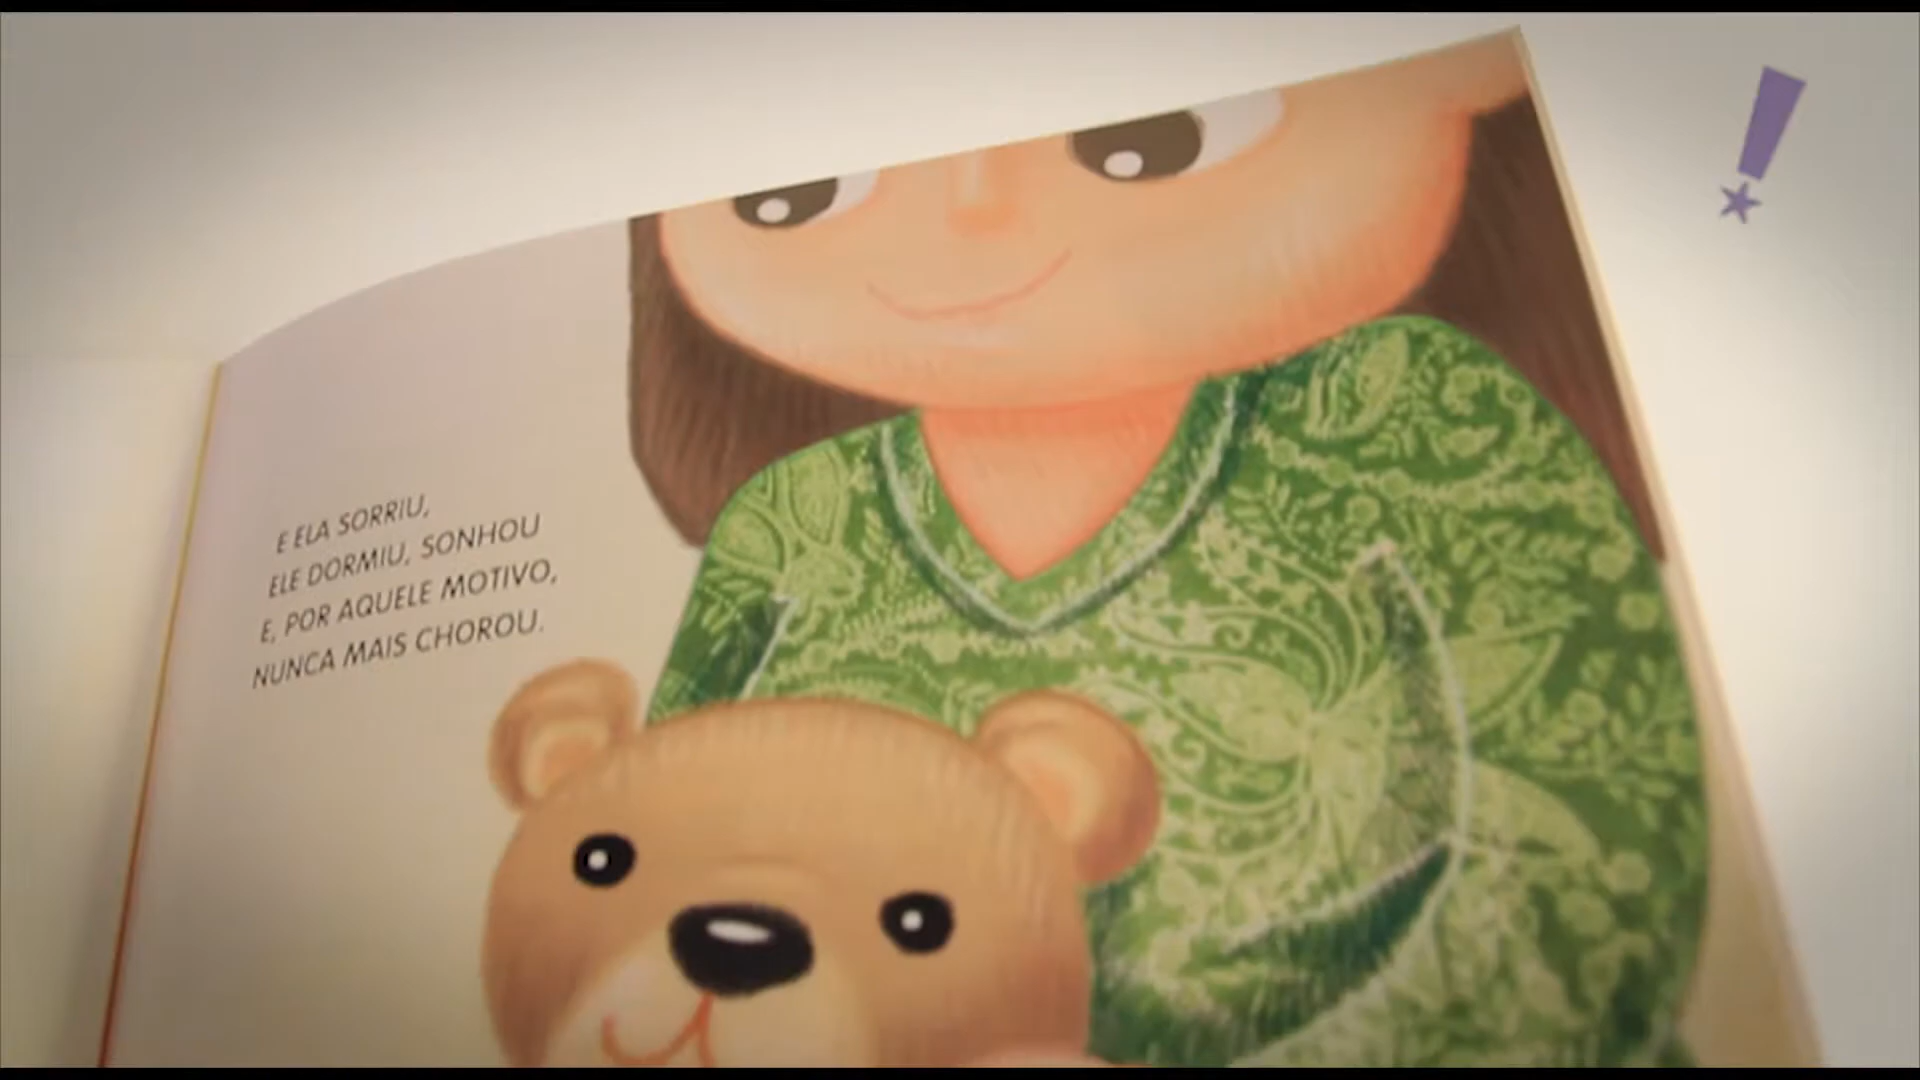 E ELA SORRIU,
ELE DORMIU, SONHOU
E, POR AQUELE MOTIVO,
NUNCA MAIS CHOROU.